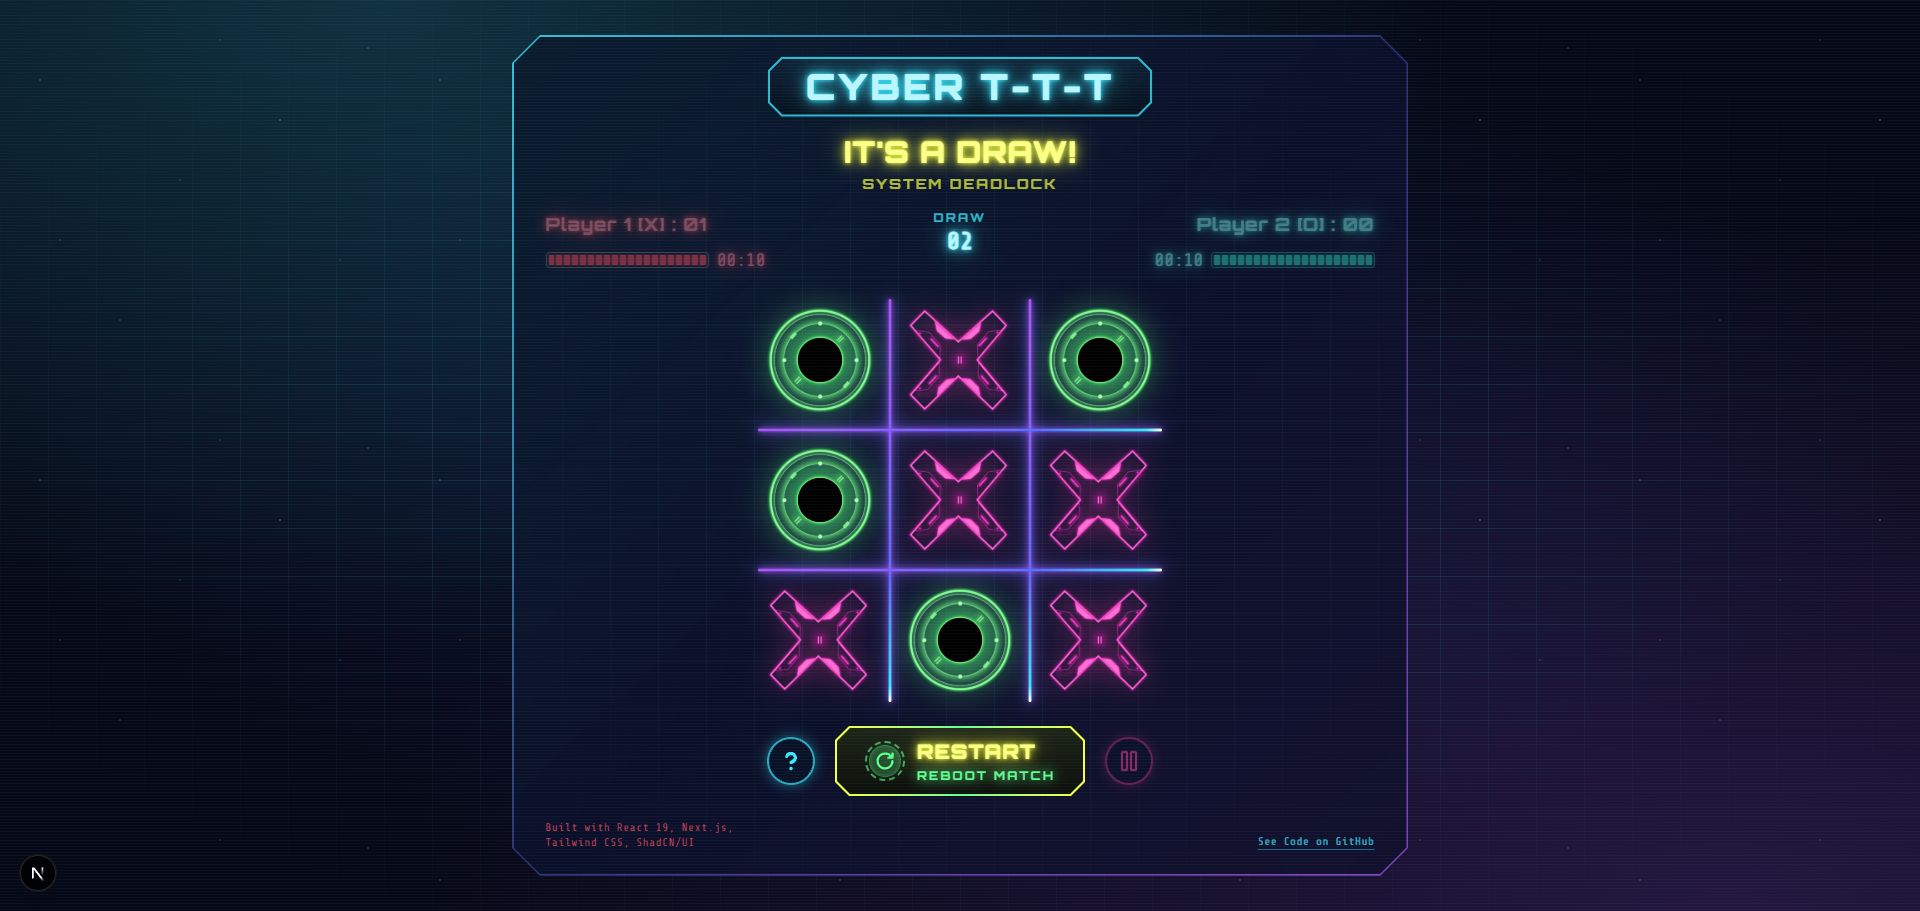 CYBER T-T-T
IT'S A DRAW!
SYSTEM DEADLOCK
Player 1 [X] : 01
DRAW
02
Player 2 [O] : 00
00:10
00:10
?
RESTART
REBOOT MATCH
Built with React 19, Next.js,
Tailwind CSS, ShadCN/UI
See Code on GitHub
N